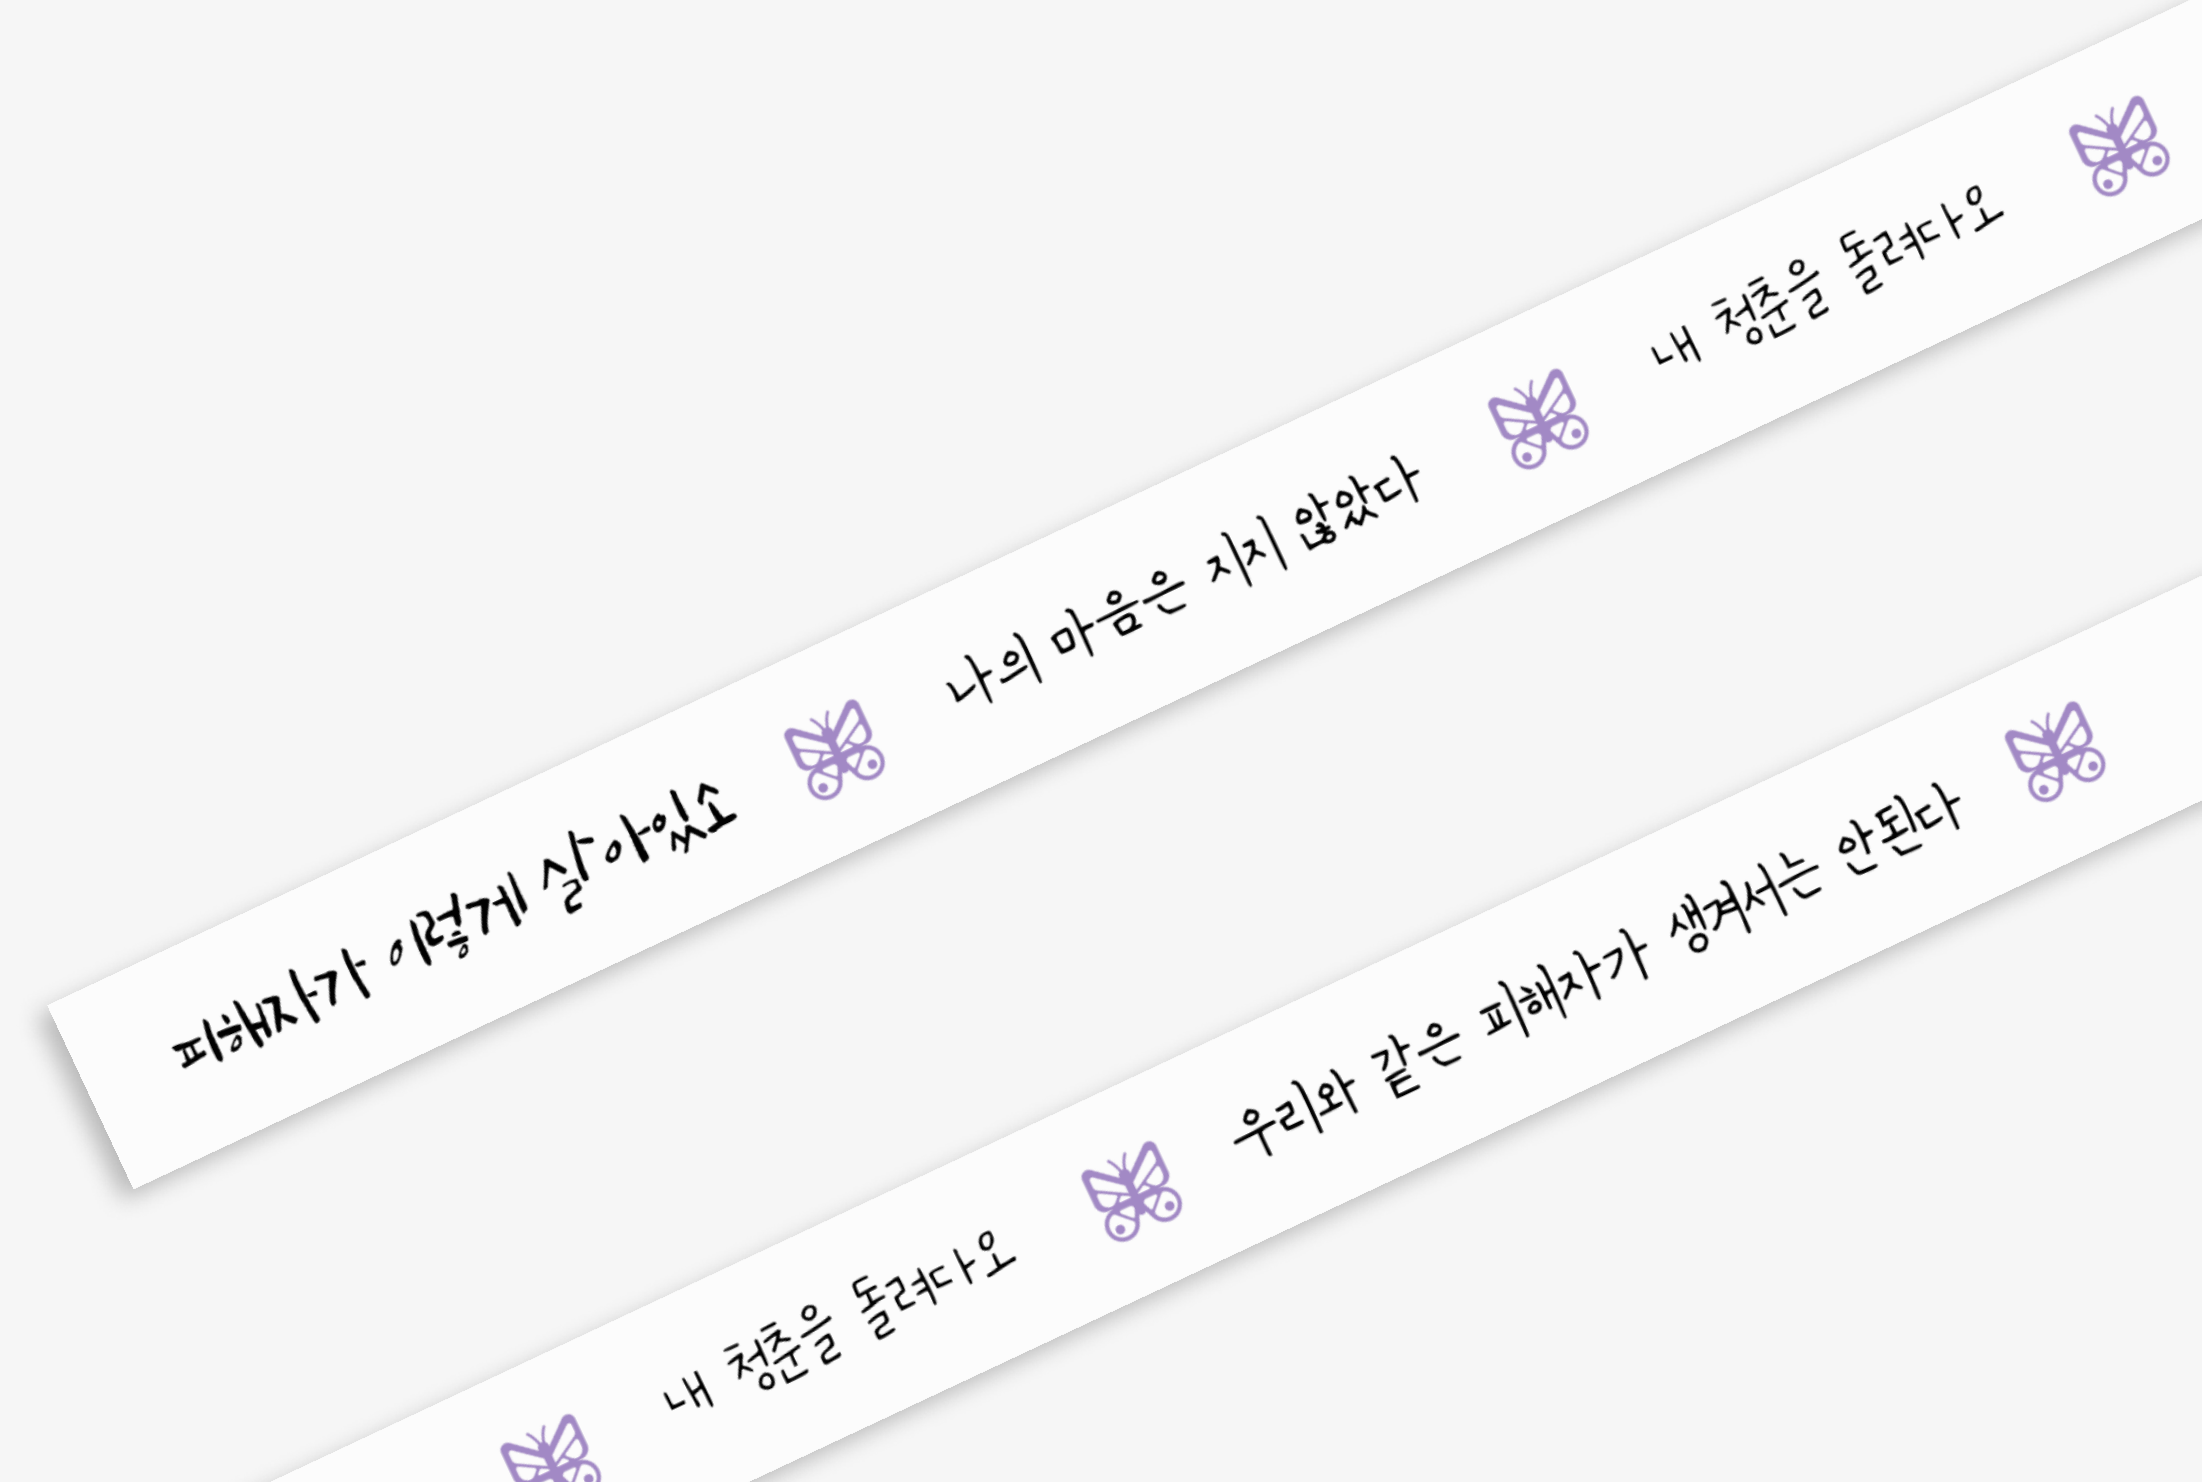 피해자가 이렇게 살아있소 나의 마음은 지지 않았다 내 청춘을 돌려다오
내 청춘을 돌려다오 우리와 같은 피해자가 생겨서는 안된다